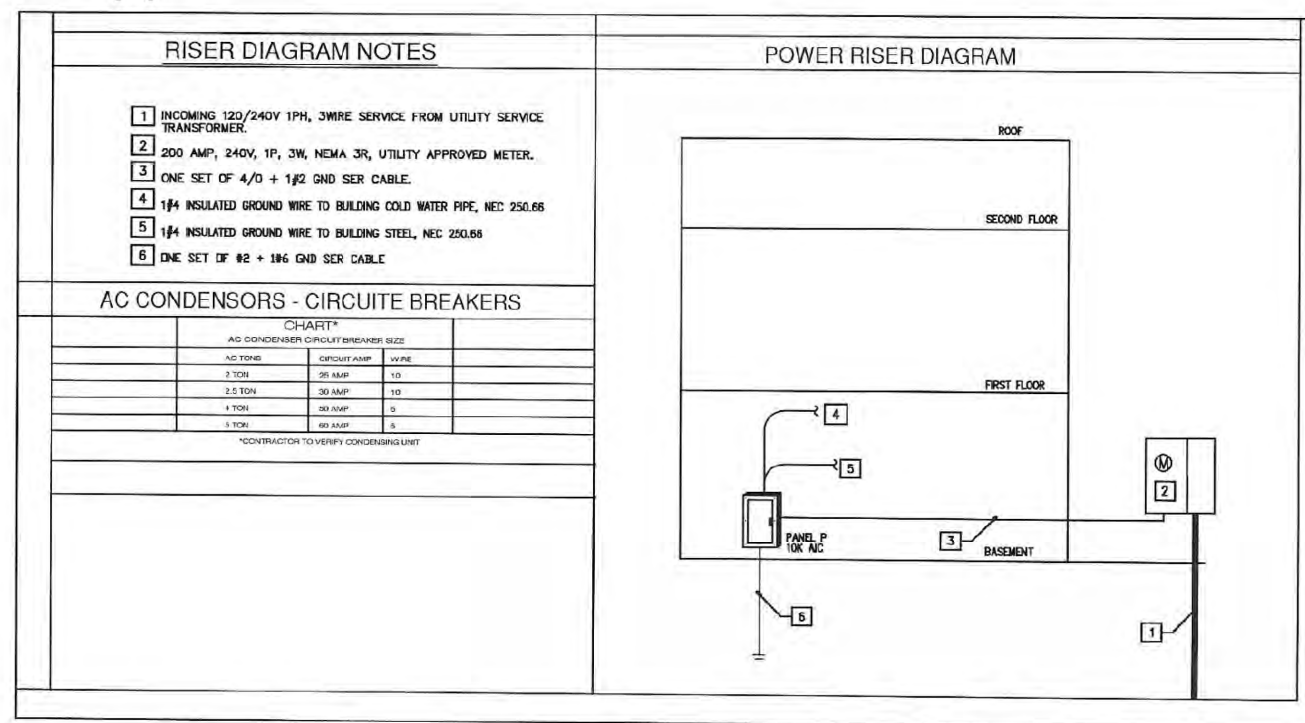 RISER DIAGRAM NOTES
1 INCOMING 120/240V 1PH, 3WIRE SERVICE FROM UTILITY SERVICE
TRANSFORMER.
2 200 AMP, 240V, 1P, 3W, NEMA 3R, UTILITY APPROVED METER.
3 ONE SET OF 4/0 + 1#2 GND SER CABLE.
4 1#4 INSULATED GROUND WIRE TO BUILDING COLD WATER PIPE, NEC 250.66
5 1#4 INSULATED GROUND WIRE TO BUILDING STEEL, NEC 250.66
6 ONE SET OF #2 + 1#6 GND SER CABLE
AC CONDENSORS - CIRCUITE BREAKERS
CHART*
AC CONDENSER CIRCUIT BREAKER SIZE
AC TONS CIRCUIT AMP WIRE
2 TON 25 AMP 10
2.5 TON 30 AMP 10
4 TON 50 AMP
5 TON 60 AMP
*CONTRACTOR TO VERIFY CONDENSING UNIT
POWER RISER DIAGRAM
ROOF
SECOND FLOOR
FIRST FLOOR
4
5
M
2
PANEL P
10K AIC
3
BASEMENT
6
1